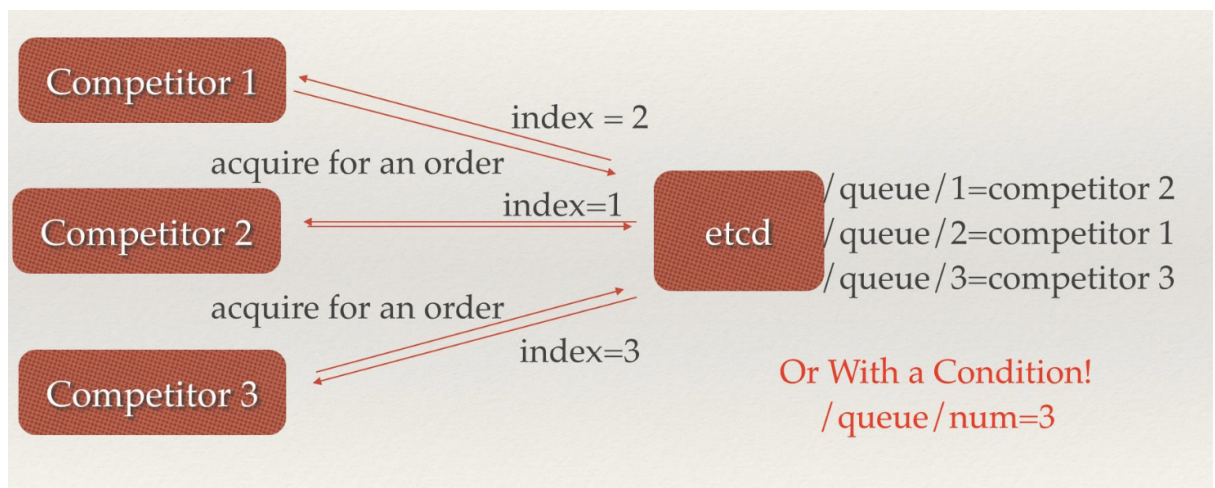 Competitor 1
index = 2
acquire for an order
/queue/1=competitor 2
index=1
Competitor 2
etcd
/queue/2=competitor 1
/queue/3=competitor 3
acquire for an order
index=3
Or With a Condition!
Competitor 3
/queue/num=3